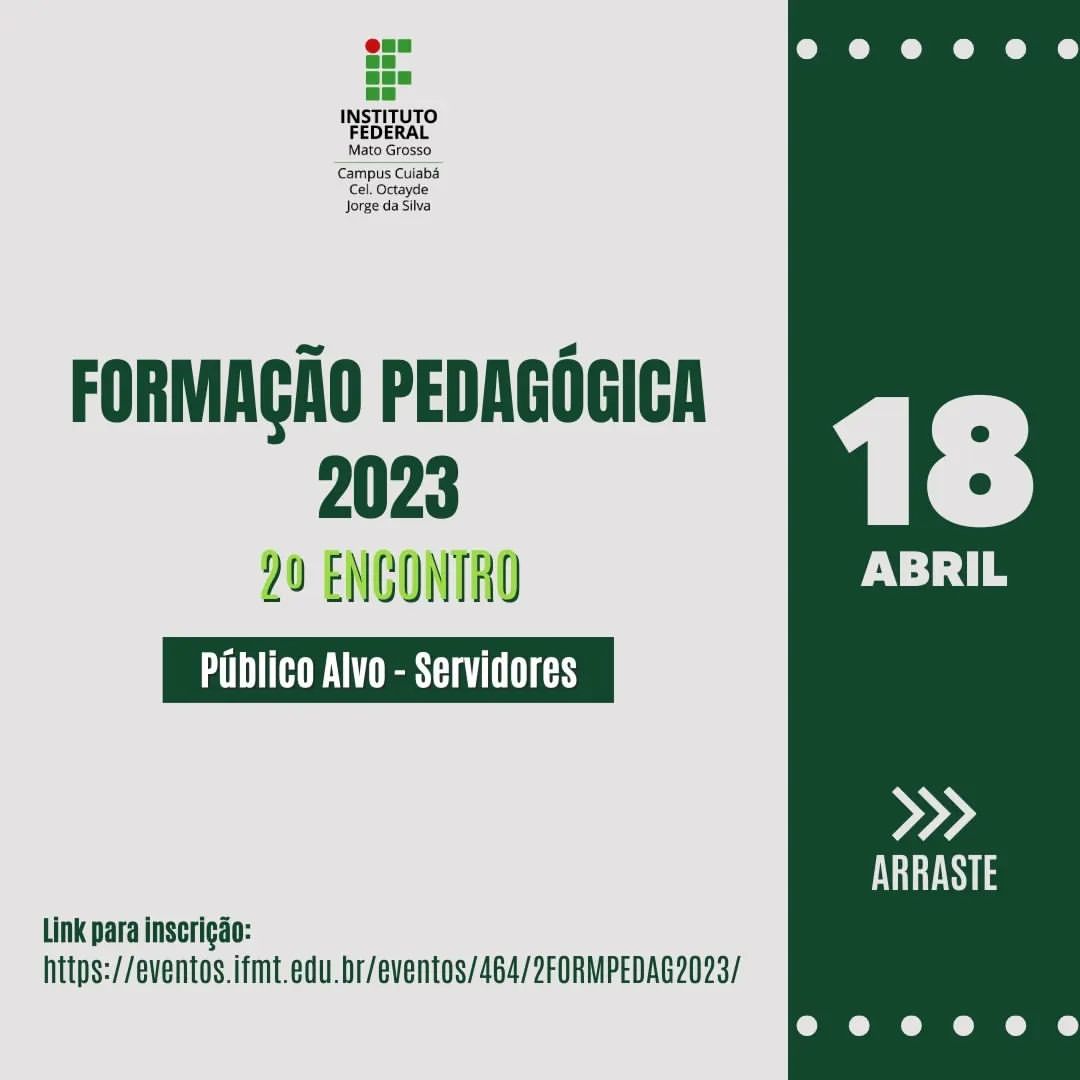 INSTITUTO
FEDERAL
Mato Grosso
Campus Cuiabá
Cel. Octayde
Jorge da Silva
FORMAÇÃO PEDAGÓGICA
2023
2º ENCONTRO
Público Alvo - Servidores
18
ABRIL
ARRASTE
Link para inscrição:
https://eventos.ifmt.edu.br/eventos/464/2FORMPEDAG2023/